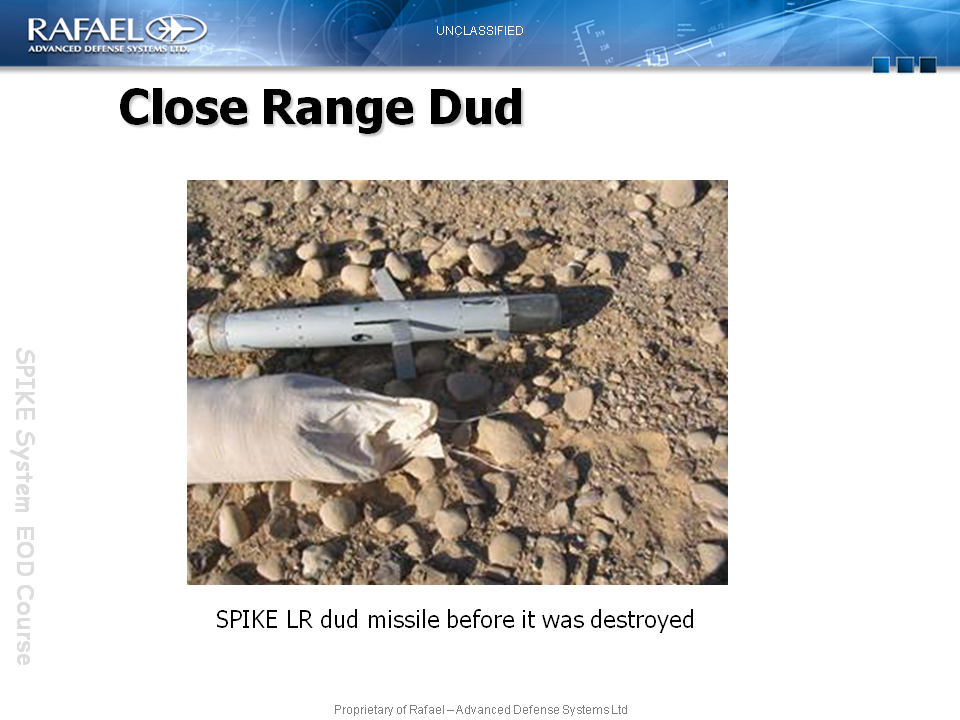 RAFAEL
ADVANCED DEFENSE SYSTEMS LTD.
UNCLASSIFIED
Close Range Dud
SPIKE System EOD Course
SPIKE LR dud missile before it was destroyed
Proprietary of Rafael – Advanced Defense Systems Ltd